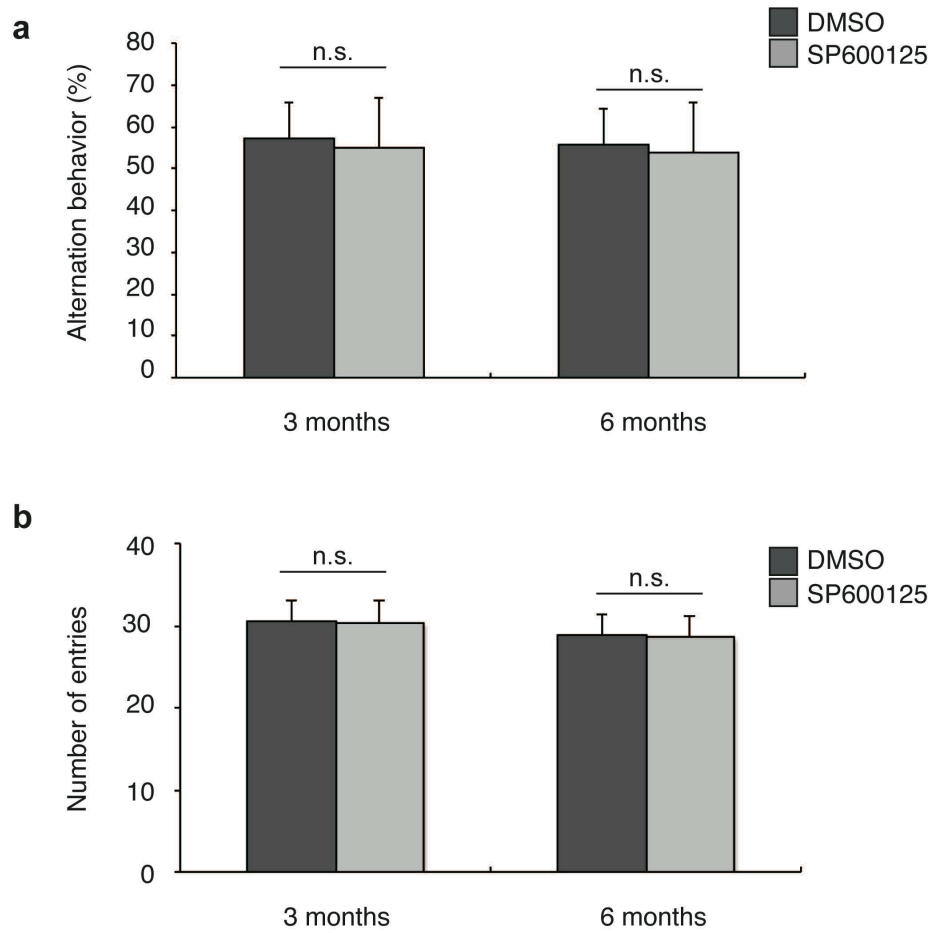 a
DMSO
SP600125
Alternation behavior (%)
80
70
60
50
40
30
20
10
0
n.s.
n.s.
3 months
6 months
b
DMSO
SP600125
Number of entries
40
30
20
10
0
n.s.
n.s.
3 months
6 months